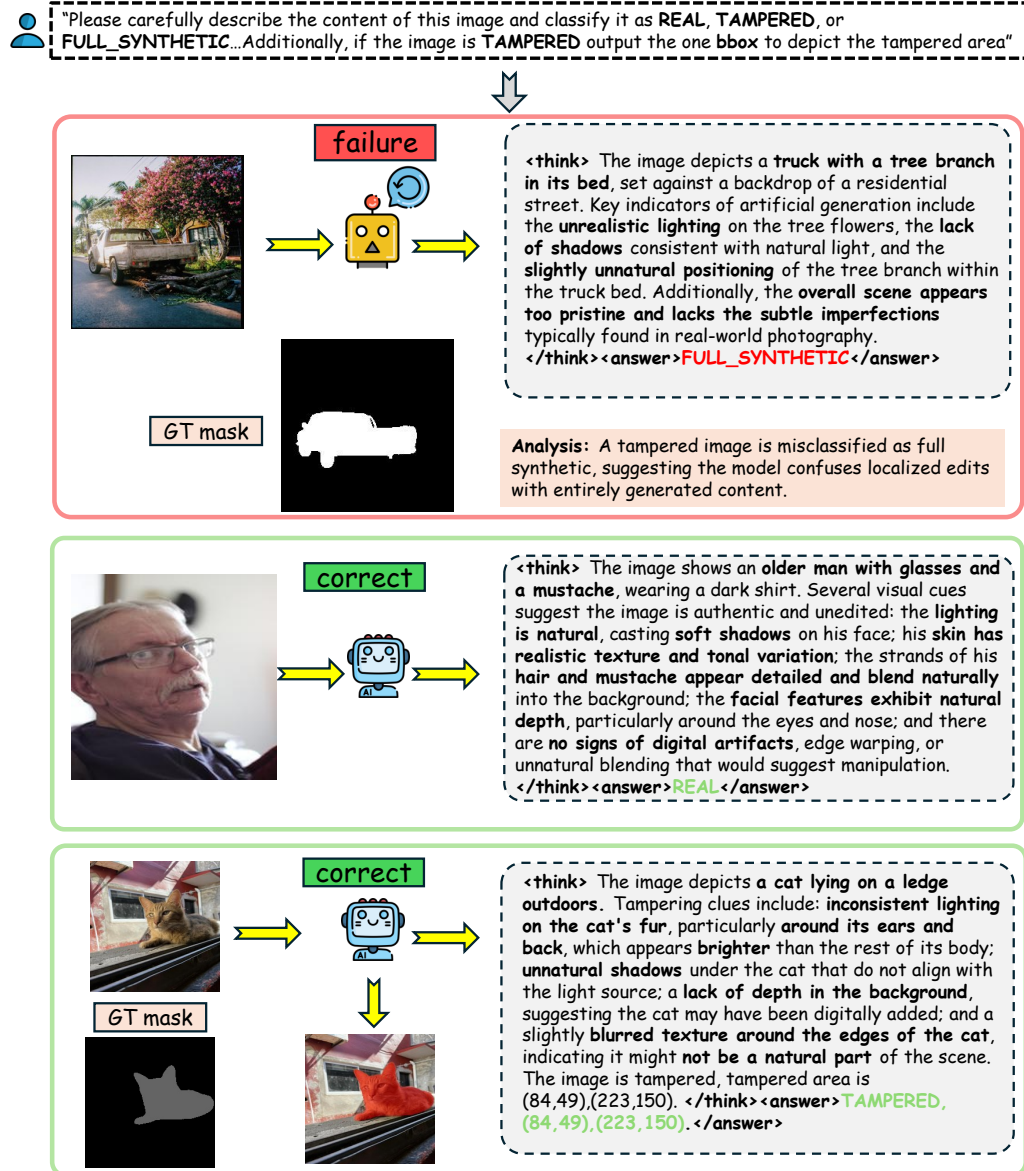 “Please carefully describe the content of this image and classify it as REAL, TAMPERED, or
FULL_SYNTHETIC…Additionally, if the image is TAMPERED output the one bbox to depict the tampered area”
failure
<think> The image depicts a truck with a tree branch
in its bed, set against a backdrop of a residential
street. Key indicators of artificial generation include
the unrealistic lighting on the tree flowers, the lack
of shadows consistent with natural light, and the
slightly unnatural positioning of the tree branch within
the truck bed. Additionally, the overall scene appears
too pristine and lacks the subtle imperfections
typically found in real-world photography.
</think><answer>FULL_SYNTHETIC</answer>
GT mask
Analysis: A tampered image is misclassified as full
synthetic, suggesting the model confuses localized edits
with entirely generated content.
correct
<think> The image shows an older man with glasses and
a mustache, wearing a dark shirt. Several visual cues
suggest the image is authentic and unedited: the lighting
is natural, casting soft shadows on his face; his skin has
realistic texture and tonal variation; the strands of his
hair and mustache appear detailed and blend naturally
into the background; the facial features exhibit natural
depth, particularly around the eyes and nose; and there
are no signs of digital artifacts, edge warping, or
unnatural blending that would suggest manipulation.
</think><answer>REAL</answer>
AI
correct
<think> The image depicts a cat lying on a ledge
outdoors. Tampering clues include: inconsistent lighting
on the cat's fur, particularly around its ears and
back, which appears brighter than the rest of its body;
unnatural shadows under the cat that do not align with
the light source; a lack of depth in the background,
suggesting the cat may have been digitally added; and a
slightly blurred texture around the edges of the cat,
indicating it might not be a natural part of the scene.
The image is tampered, tampered area is
(84,49),(223,150). </think><answer>TAMPERED,
(84,49),(223,150).</answer>
AI
GT mask